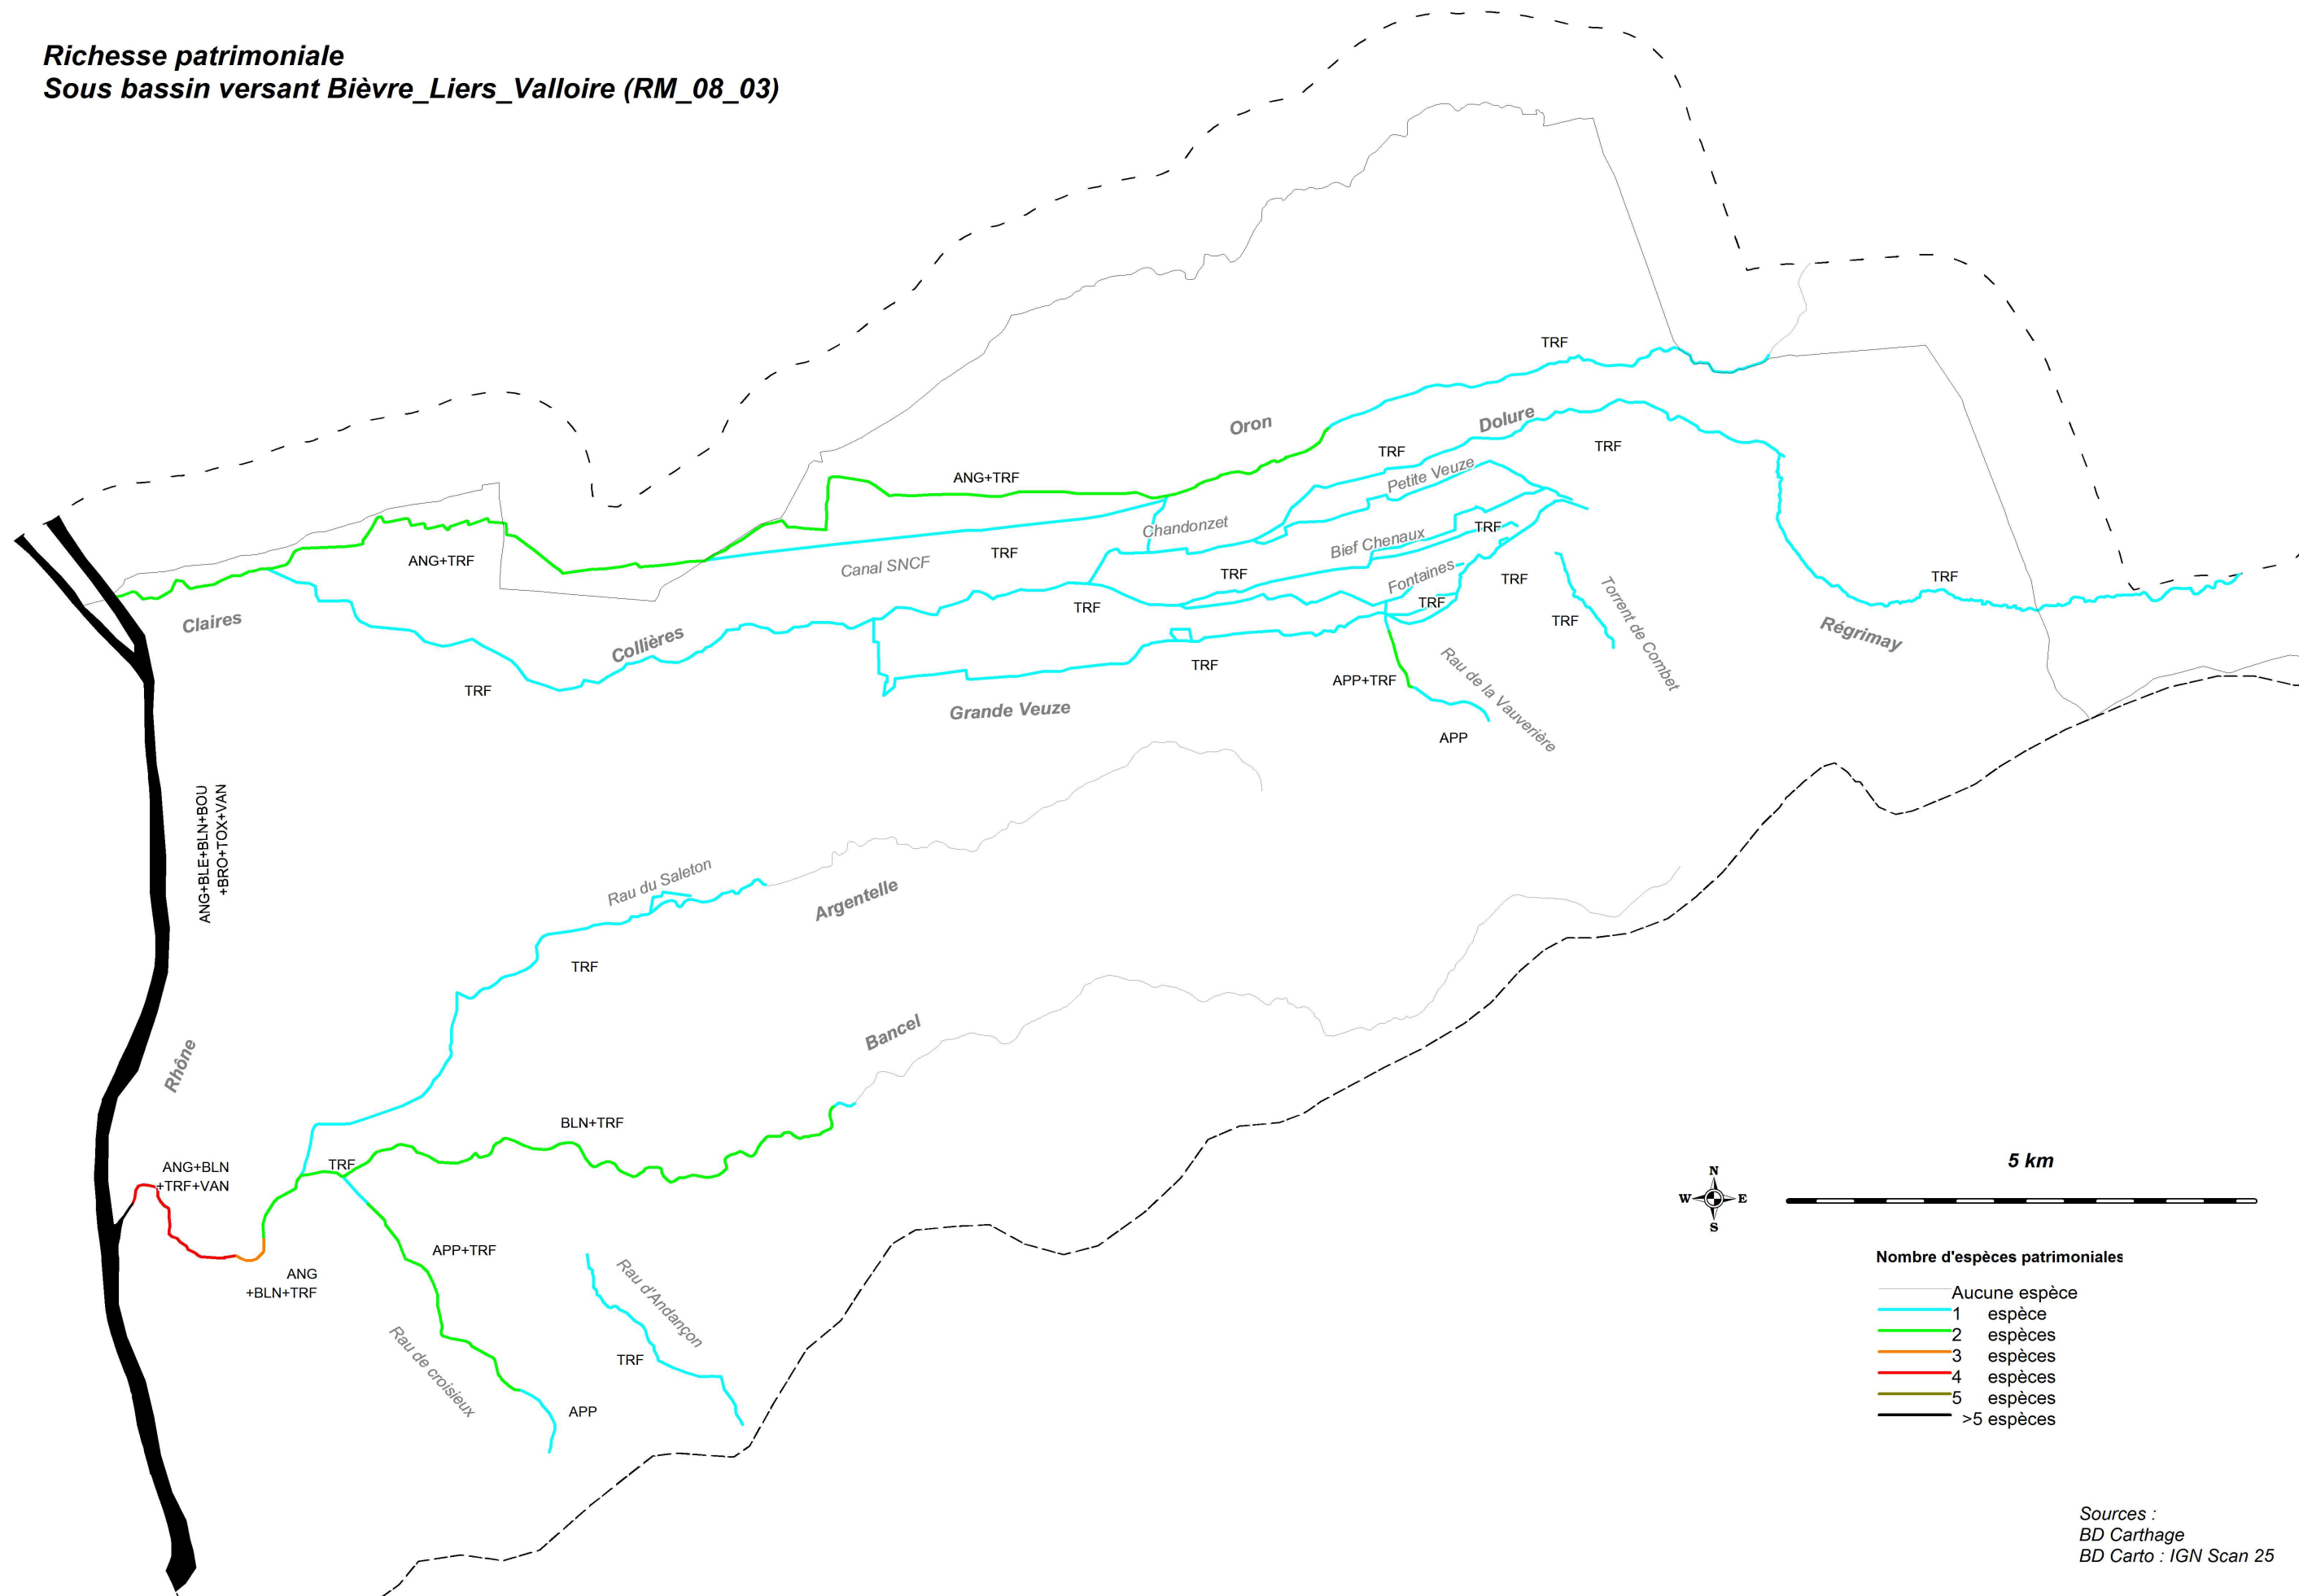 Richesse patrimoniale
Sous bassin versant Bièvre_Liers_Valloire (RM_08_03)
TRF
Oron
Dolure
TRF
TRF
ANG+TRF
Petite Veuze
Chandonzet
TRF
Bief Chenaux
ANG+TRF
Canal SNCF
TRF
TRF
Fontaines
TRF
TRF
TRF
TRF
TRF
Torrent de Combet
Claires
TRF
Régrimay
Collières
TRF
TRF
APP+TRF
Rau de la Vauverière
Grande Veuze
APP
ANG+BLE+BLN+BOU
+BRO+TOX+VAN
Rau du Saleton
Argentelle
TRF
Rhône
Bancel
BLN+TRF
ANG+BLN
+TRF+VAN
TRF
APP+TRF
ANG
+BLN+TRF
Rau d'Andançon
Rau de croisieux
TRF
APP
5 km
N
W
E
S
Nombre d'espèces patrimoniales
Aucune espèce
1 espèce
2 espèces
3 espèces
4 espèces
5 espèces
>5 espèces
Sources :
BD Carthage
BD Carto : IGN Scan 25